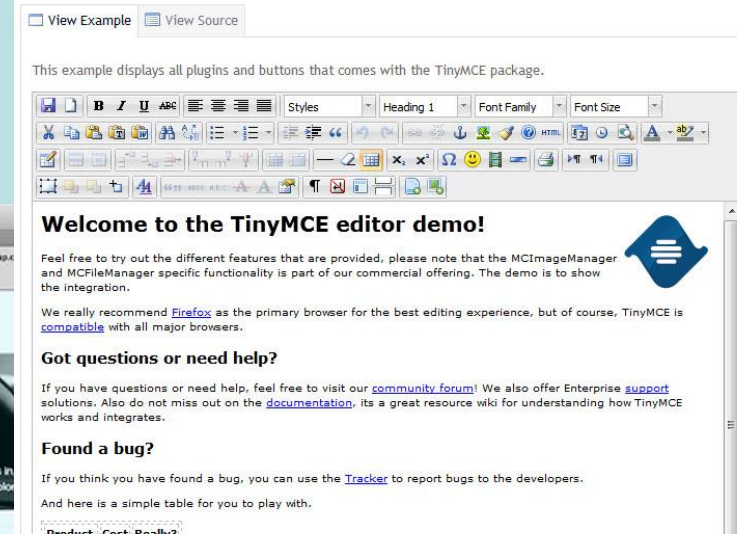 View Example View Source
This example displays all plugins and buttons that comes with the TinyMCE package.
B I U ABC Styles Heading 1 Font Family Font Size
HTML A ab
Welcome to the TinyMCE editor demo!
Feel free to try out the different features that are provided, please note that the MCImageManager
and MCFileManager specific functionality is part of our commercial offering. The demo is to show
the integration.
We really recommend Firefox as the primary browser for the best editing experience, but of course, TinyMCE is
compatible with all major browsers.
Got questions or need help?
If you have questions or need help, feel free to visit our community forum! We also offer Enterprise support
solutions. Also do not miss out on the documentation, its a great resource wiki for understanding how TinyMCE
works and integrates.
Found a bug?
If you think you have found a bug, you can use the Tracker to report bugs to the developers.
And here is a simple table for you to play with.
Product Cost Really?